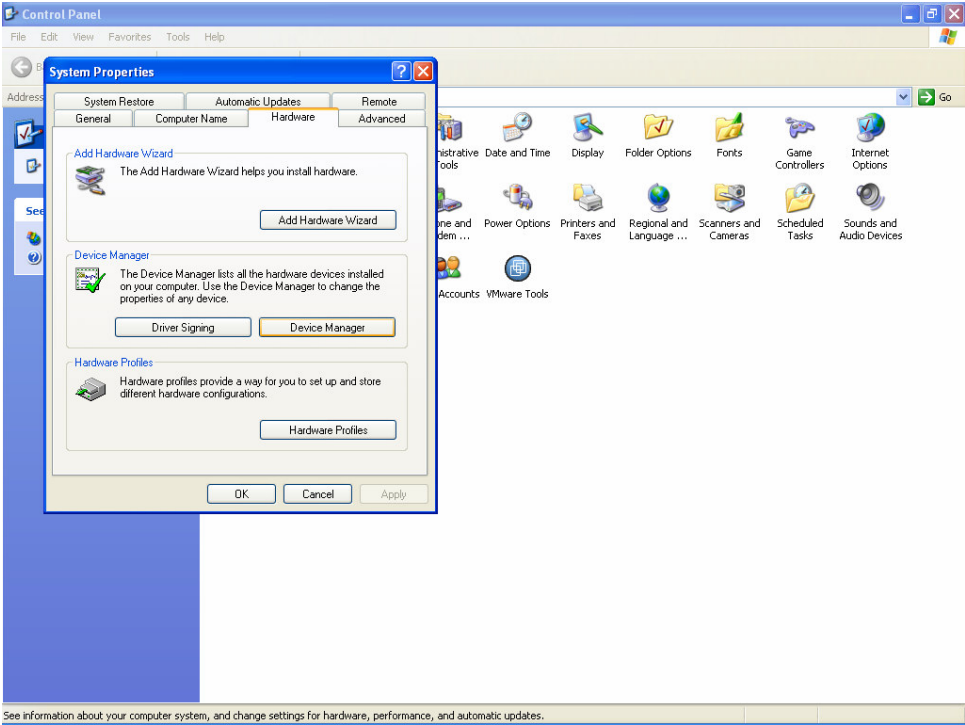 Control Panel
File Edit View Favorites Tools Help
Address
Go
System Properties
System Restore Automatic Updates Remote
General Computer Name Hardware Advanced
Add Hardware Wizard
The Add Hardware Wizard helps you install hardware.
Add Hardware Wizard
Device Manager
The Device Manager lists all the hardware devices installed
on your computer. Use the Device Manager to change the
properties of any device.
Driver Signing Device Manager
Hardware Profiles
Hardware profiles provide a way for you to set up and store
different hardware configurations.
Hardware Profiles
OK Cancel Apply
See
nistrative Date and Time Display Folder Options Fonts Game Internet
Tools Controllers Options
one and Power Options Printers and Regional and Scanners and Scheduled Sounds and
dem ... Faxes Language ... Cameras Tasks Audio Devices
Accounts VMware Tools
See information about your computer system, and change settings for hardware, performance, and automatic updates.